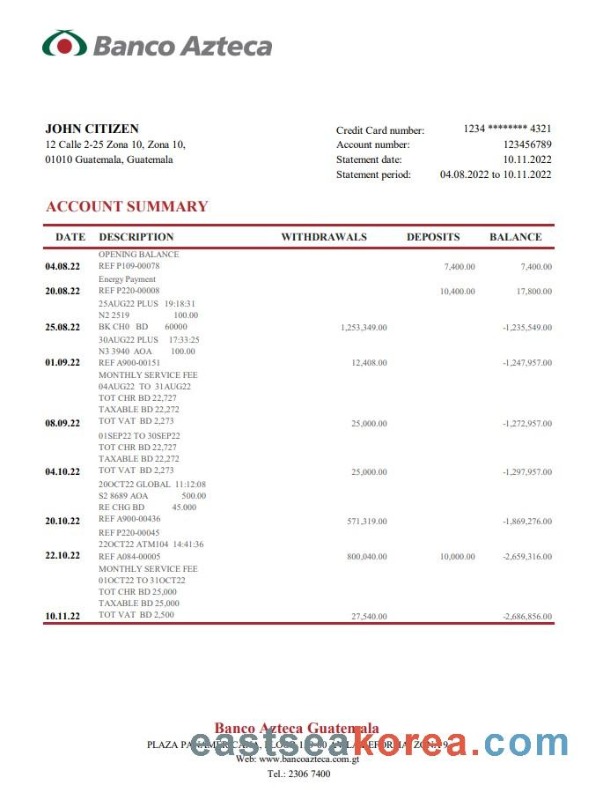 Banco Azteca
JOHN CITIZEN
12 Calle 2-25 Zona 10, Zona 10,
01010 Guatemala, Guatemala
Credit Card number: 1234 ******** 4321
Account number: 123456789
Statement date: 10.11.2022
Statement period: 04.08.2022 to 10.11.2022
ACCOUNT SUMMARY
DATE DESCRIPTION WITHDRAWALS DEPOSITS BALANCE
OPENING BALANCE
04.08.22 REF P109-00078 7,400.00 7,400.00
Energy Payment
20.08.22 REF P220-00008 10,400.00 17,800.00
25AUG22 PLUS 19:18:31
N2 2519 100.00
25.08.22 BK CH0 BD 60000 1,253,349.00 -1,235,549.00
30AUG22 PLUS 17:33:25
N3 3940 AOA 100.00
01.09.22 REF A900-00151 12,408.00 -1,247,957.00
MONTHLY SERVICE FEE
04AUG22 TO 31AUG22
TOT CHR BD 22,727
TAXABLE BD 22,272
08.09.22 TOT VAT BD 2,273 25,000.00 -1,272,957.00
01SEP22 TO 30SEP22
TOT CHR BD 22,727
TAXABLE BD 22,272
04.10.22 TOT VAT BD 2,273 25,000.00 -1,297,957.00
20OCT22 GLOBAL 11:12:08
S2 8689 AOA 500.00
RE CHG BD 45.000
20.10.22 REF A900-00436 571,319.00 -1,869,276.00
REF P220-00045
22OCT22 ATM104 14:41:36
22.10.22 REF A084-00005 800,040.00 10,000.00 -2,659,316.00
MONTHLY SERVICE FEE
01OCT22 TO 31OCT22
TOT CHR BD 25,000
TAXABLE BD 25,000
10.11.22 TOT VAT BD 2,500 27,540.00 -2,686,856.00
Banco Azteca Guatemala
eastseakorea.com
PLAZA
Web: www.bancoazteca.com.gt
Tel.: 2306 7400